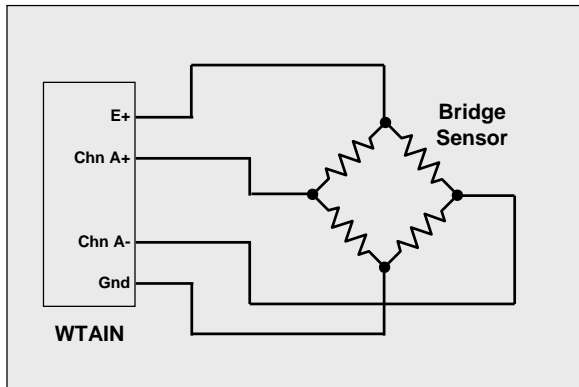 E+
Bridge
Sensor
Chn A+
Chn A-
Gnd
WTAIN